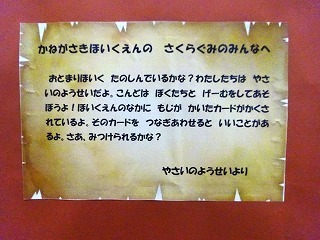 かねがさきほいくえんの　さくらぐみのみんなへ
おとまりほいく　たのしんでいるかな？わたしたちは　やさ
いのようせいだよ。こんどは　ぼくたちと　げーむをしてあそ
ぼうよ！ほいくえんのなかに　もじが　かいたカードがかくさ
れているよ。そのカードを　つなぎあわせると　いいことがあ
るよ。さあ、みつけられるかな？
やさいのようせいより